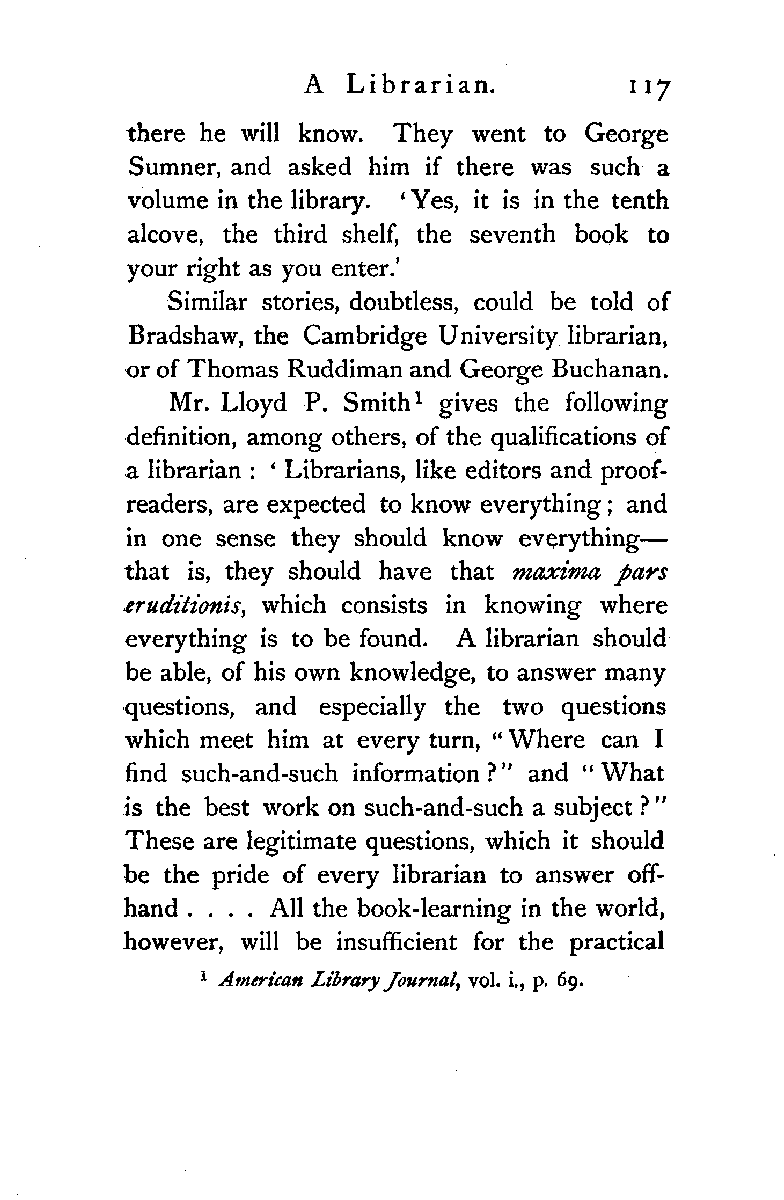 A Librarian. 117
there he will know. They went to George
Sumner, and asked him if there was such a
volume in the library. ‘Yes, it is in the tenth
alcove, the third shelf, the seventh book to
your right as you enter.’
Similar stories, doubtless, could be told of
Bradshaw, the Cambridge University librarian,
or of Thomas Ruddiman and George Buchanan.
Mr. Lloyd P. Smith¹ gives the following
definition, among others, of the qualifications of
a librarian : ‘ Librarians, like editors and proof-
readers, are expected to know everything ; and
in one sense they should know everything—
that is, they should have that maxima pars
eruditionis, which consists in knowing where
everything is to be found. A librarian should
be able, of his own knowledge, to answer many
questions, and especially the two questions
which meet him at every turn, “ Where can I
find such-and-such information ? ” and “ What
is the best work on such-and-such a subject ? ”
These are legitimate questions, which it should
be the pride of every librarian to answer off-
hand . . . . All the book-learning in the world,
however, will be insufficient for the practical
¹ American Library Journal, vol. i., p. 69.